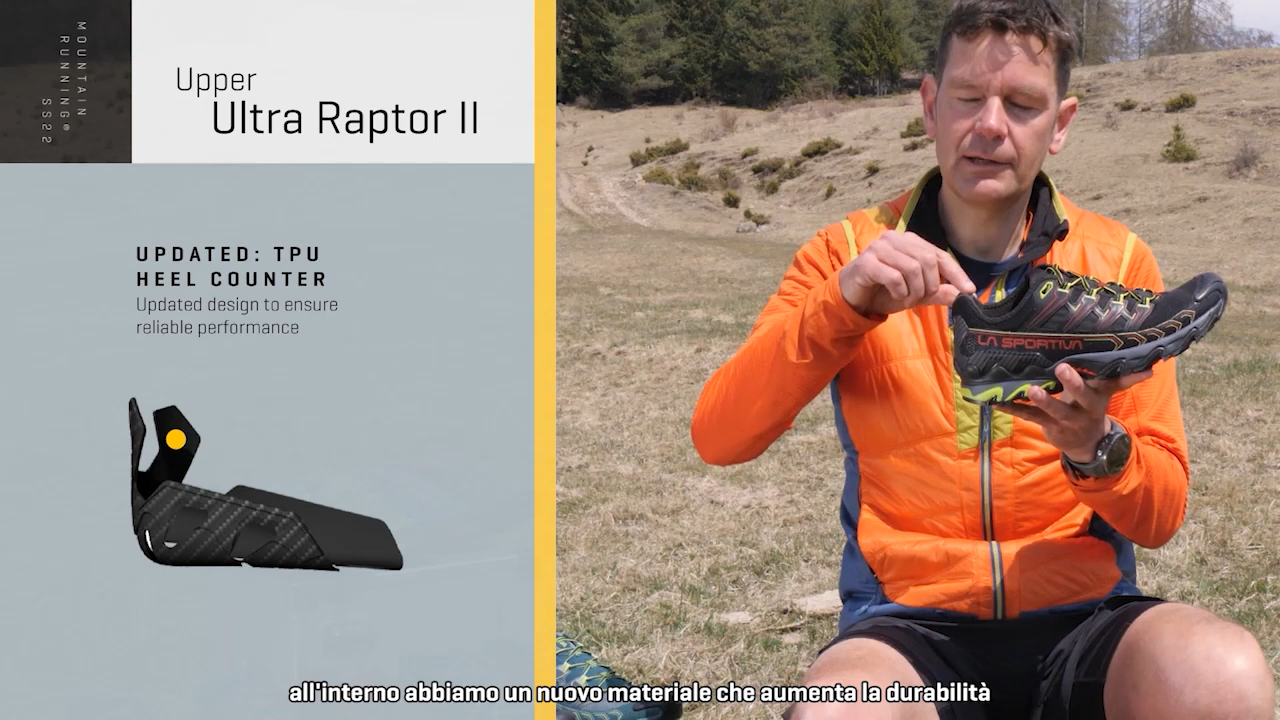 MOUNTAIN
RUNNING®
SS22
Upper
Ultra Raptor II
UPDATED: TPU
HEEL COUNTER
Updated design to ensure
reliable performance
LA SPORTIVA
all'interno abbiamo un nuovo materiale che aumenta la durabilità